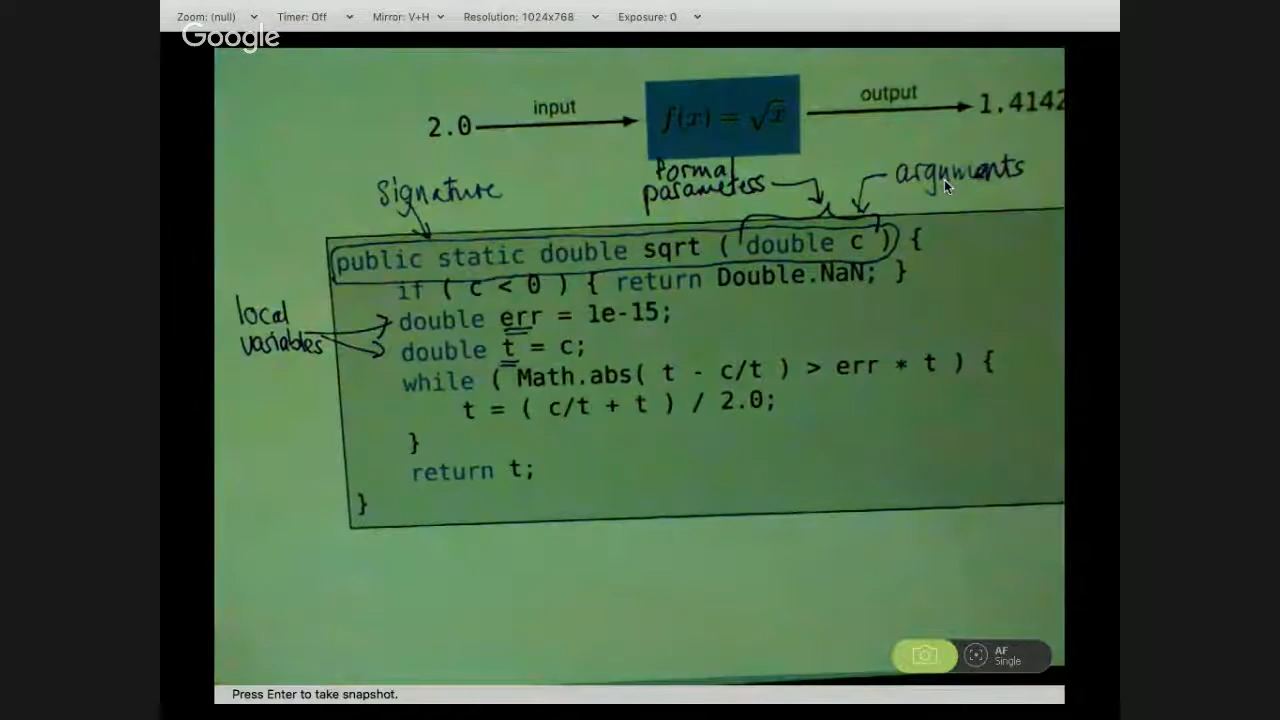 Zoom: (null) Timer: Off Mirror: V+H Resolution: 1024x768 Exposure: 0
Google
input
output
2.0
f(x) = √x
1.4142
Formal
parameters
arguments
Signature
public static double sqrt ( double c ) {
if ( c < 0 ) { return Double.NaN; }
local
variables
double err = 1e-15;
double t = c;
while ( Math.abs( t - c/t ) > err * t ) {
t = ( c/t + t ) / 2.0;
}
return t;
}
AF
Single
Press Enter to take snapshot.